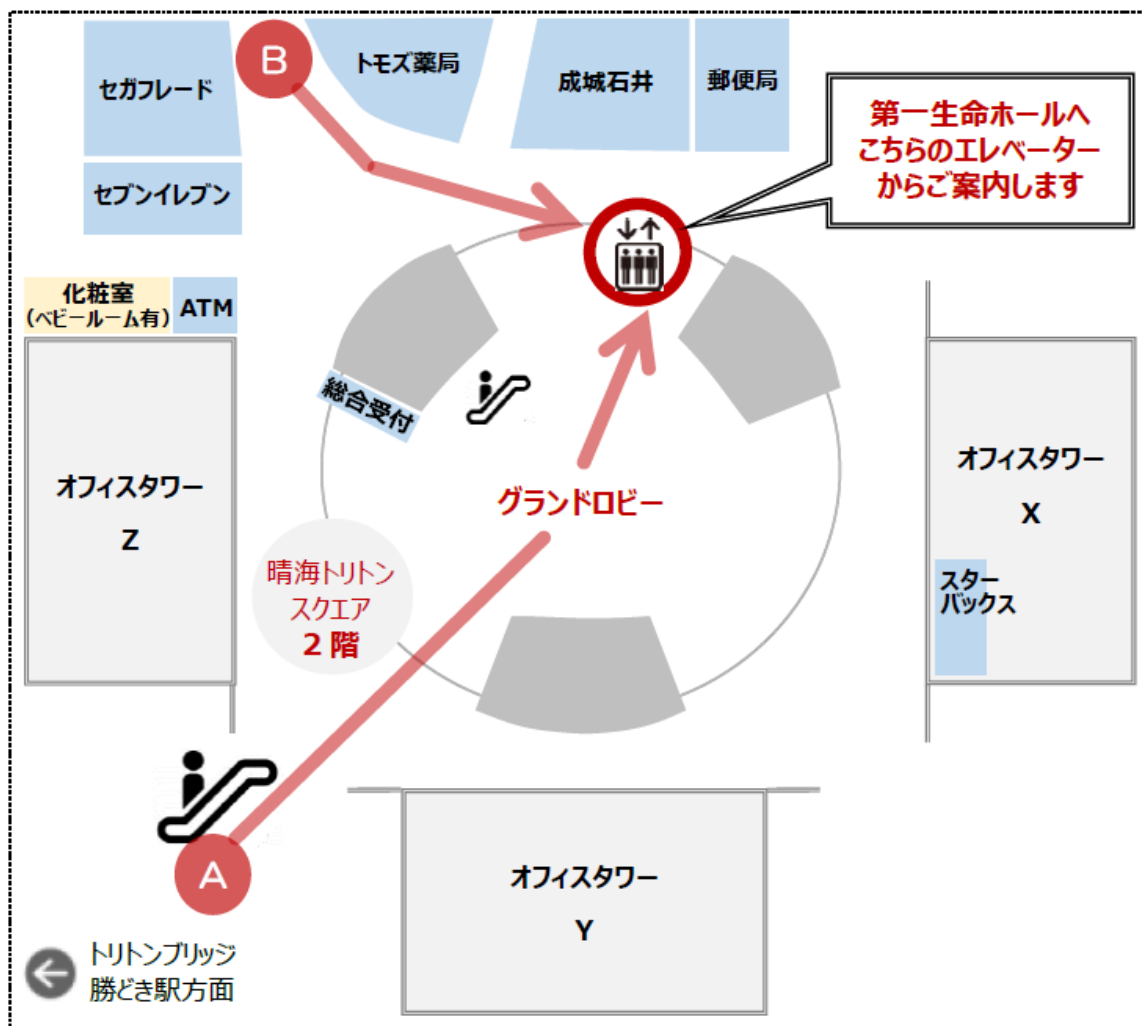 B
セガフレード
トモズ薬局
成城石井
郵便局
セブンイレブン
第一生命ホールへ
こちらのエレベーター
からご案内します
化粧室
（ベビールーム有）
ATM
総合受付
オフィスタワー
Z
グランドロビー
オフィスタワー
X
晴海トリトン
スクエア
２階
スター
バックス
A
オフィスタワー
Y
トリトンブリッジ
勝どき駅方面